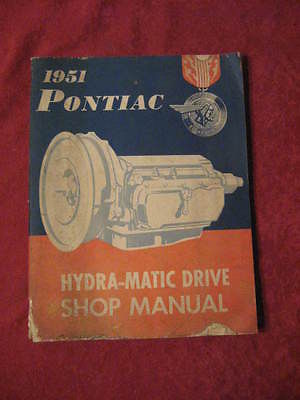 1951
PONTIAC
HYDRA-MATIC DRIVE
SHOP MANUAL